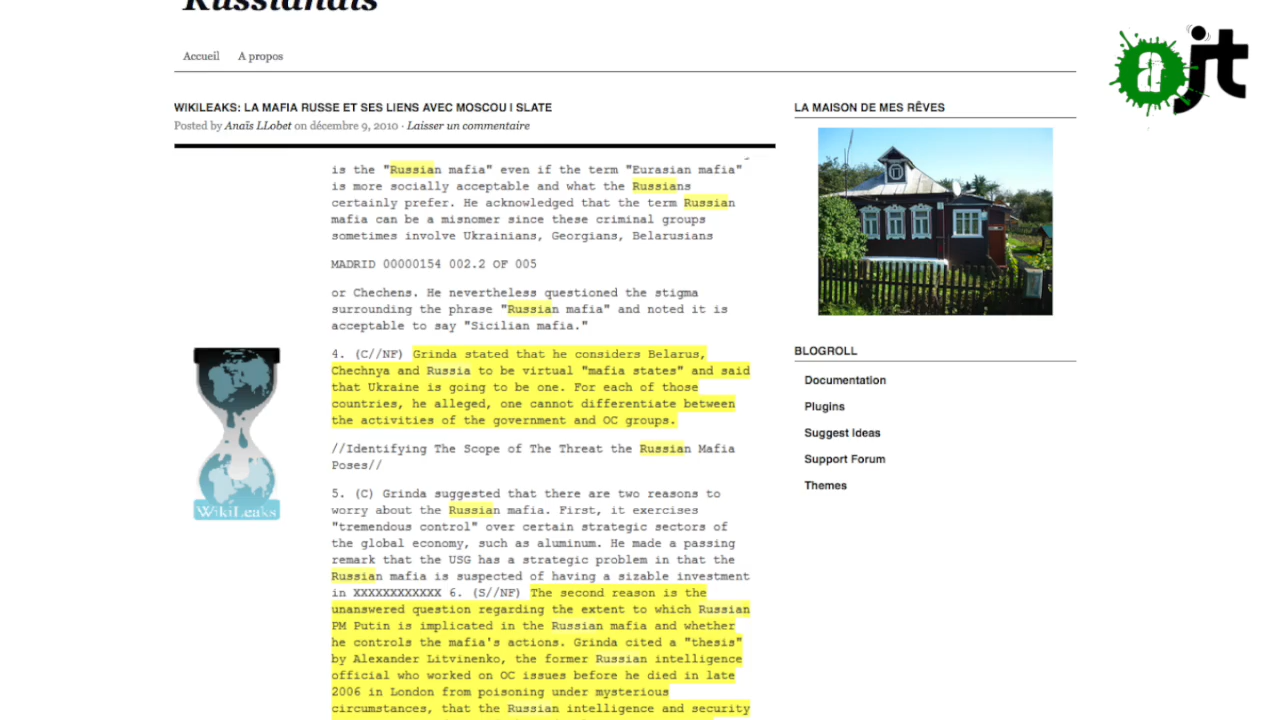 Russianaïs
Accueil A propos
WIKILEAKS: LA MAFIA RUSSE ET SES LIENS AVEC MOSCOU I SLATE
Posted by Anaïs LLobet on décembre 9, 2010 · Laisser un commentaire
is the "Russian mafia" even if the term "Eurasian mafia"
is more socially acceptable and what the Russians
certainly prefer. He acknowledged that the term Russian
mafia can be a misnomer since these criminal groups
sometimes involve Ukrainians, Georgians, Belarusians
MADRID 00000154 002.2 OF 005
or Chechens. He nevertheless questioned the stigma
surrounding the phrase "Russian mafia" and noted it is
acceptable to say "Sicilian mafia."
4. (C//NF) Grinda stated that he considers Belarus,
Chechnya and Russia to be virtual "mafia states" and said
that Ukraine is going to be one. For each of those
countries, he alleged, one cannot differentiate between
the activities of the government and OC groups.
//Identifying The Scope of The Threat the Russian Mafia
Poses//
5. (C) Grinda suggested that there are two reasons to
worry about the Russian mafia. First, it exercises
"tremendous control" over certain strategic sectors of
the global economy, such as aluminum. He made a passing
remark that the USG has a strategic problem in that the
Russian mafia is suspected of having a sizable investment
in XXXXXXXXXXXX 6. (S//NF) The second reason is the
unanswered question regarding the extent to which Russian
PM Putin is implicated in the Russian mafia and whether
he controls the mafia's actions. Grinda cited a "thesis"
by Alexander Litvinenko, the former Russian intelligence
official who worked on OC issues before he died in late
2006 in London from poisoning under mysterious
circumstances, that the Russian intelligence and security
WikiLeaks
LA MAISON DE MES RÊVES
BLOGROLL
Documentation
Plugins
Suggest Ideas
Support Forum
Themes
ajt